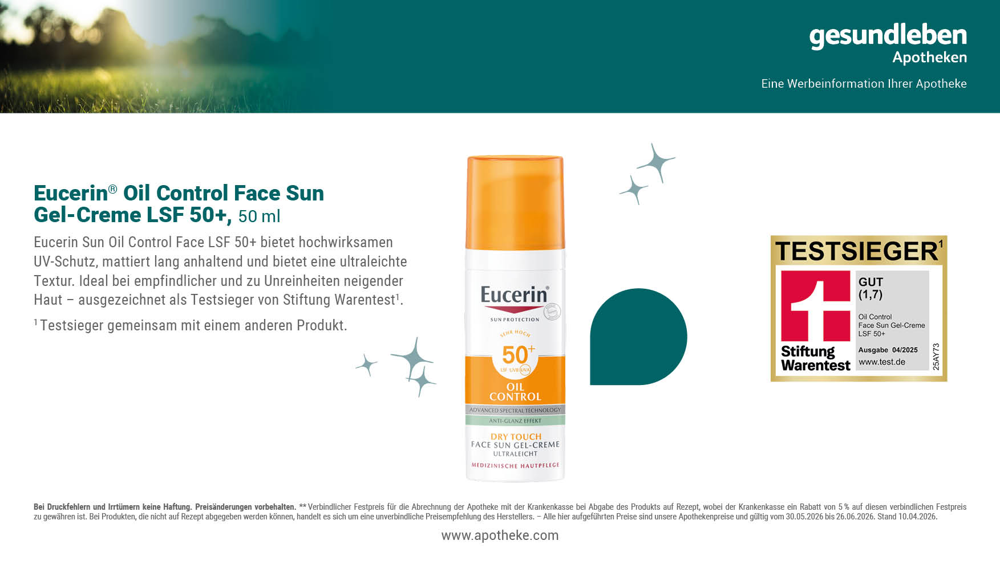 gesundleben
Apotheken
Eine Werbeinformation Ihrer Apotheke
Eucerin® Oil Control Face Sun
Gel-Creme LSF 50+, 50 ml
Eucerin Sun Oil Control Face LSF 50+ bietet hochwirksamen
UV-Schutz, mattiert lang anhaltend und bietet eine ultraleichte
Textur. Ideal bei empfindlicher und zu Unreinheiten neigender
Haut – ausgezeichnet als Testsieger von Stiftung Warentest¹.
¹ Testsieger gemeinsam mit einem anderen Produkt.
Eucerin®
SUN PROTECTION
SEHR HOCH
50+
LSF UVB UVA
OIL
CONTROL
ADVANCED SPECTRAL TECHNOLOGY
ANTI-GLANZ EFFEKT
DRY TOUCH
FACE SUN GEL-CREME
ULTRALEICHT
MEDIZINISCHE HAUTPFLEGE
TESTSIEGER¹
GUT
(1,7)
Oil Control
Face Sun Gel-Creme
LSF 50+
Ausgabe 04/2025
www.test.de
Stiftung
Warentest
25AY73
Bei Druckfehlern und Irrtümern keine Haftung. Preisänderungen vorbehalten. ** Verbindlicher Festpreis für die Abrechnung der Apotheke mit der Krankenkasse bei Abgabe des Produkts auf Rezept, wobei der Krankenkasse ein Rabatt von 5 % auf diesen verbindlichen Festpreis
zu gewähren ist. Bei Produkten, die nicht auf Rezept abgegeben werden können, handelt es sich um eine unverbindliche Preisempfehlung des Herstellers. – Alle hier aufgeführten Preise sind unsere Apothekenpreise und gültig vom 30.05.2026 bis 26.06.2026. Stand 10.04.2026.
www.apotheke.com